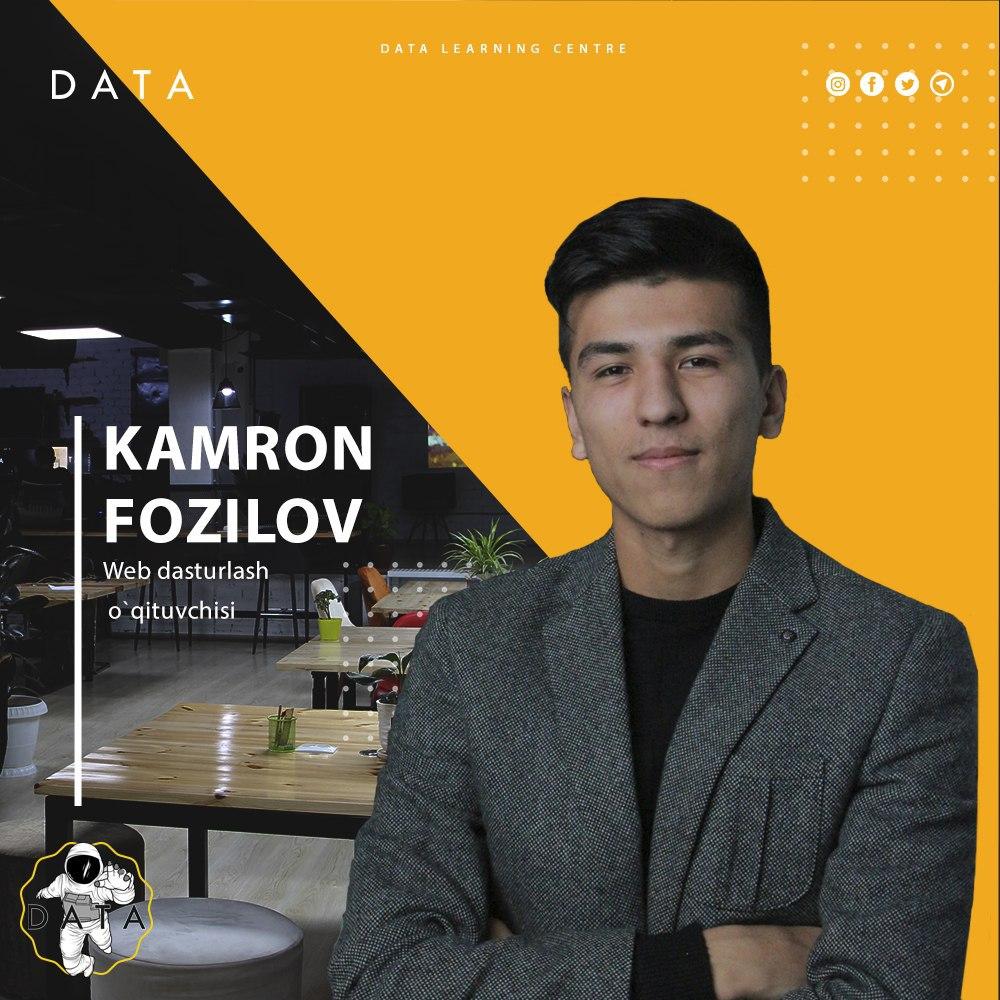 DATA LEARNING CENTRE
DATA
KAMRON
FOZILOV
Web dasturlash
o`qituvchisi
DATA